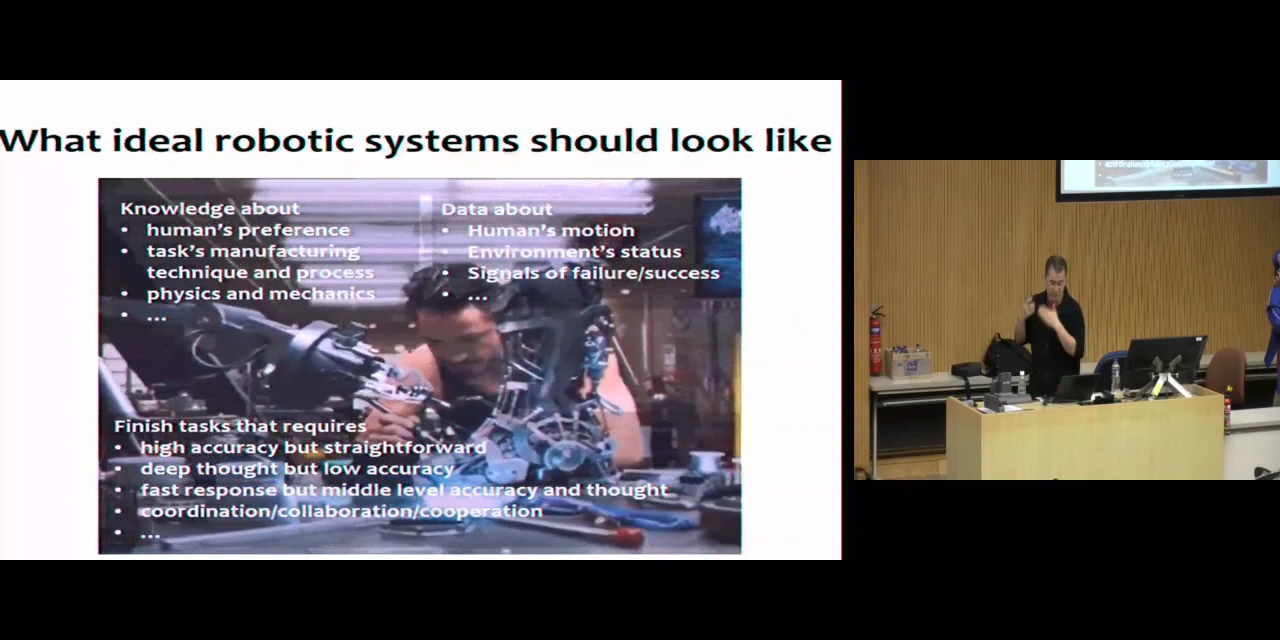 What ideal robotic systems should look like
Knowledge about
• human's preference
• task's manufacturing
technique and process
• physics and mechanics
• ...
Data about
• Human's motion
• Environment's status
• Signals of failure/success
• ...
Finish tasks that requires
• high accuracy but straightforward
• deep thought but low accuracy
• fast response but middle level accuracy and thought
• coordination/collaboration/cooperation
• ...